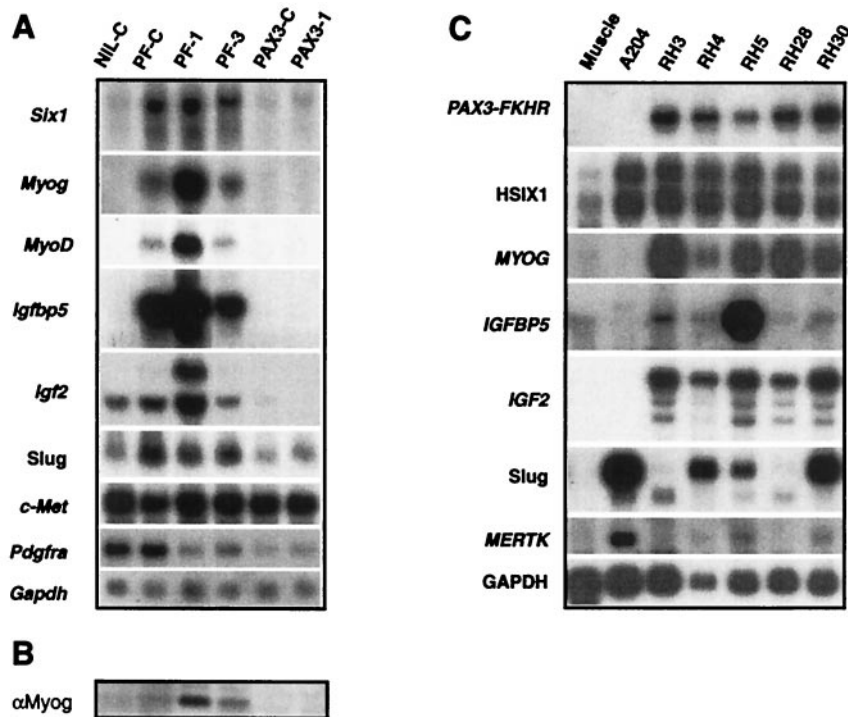 A
NIL-C
PF-C
PF-1
PF-3
PAX3-C
PAX3-1
Six1
Myog
MyoD
Igfbp5
Igf2
Slug
c-Met
Pdgfra
Gapdh
B
αMyog
C
Muscle
A204
RH3
RH4
RH5
RH28
RH30
PAX3-FKHR
HSIX1
MYOG
IGFBP5
IGF2
Slug
MERTK
GAPDH